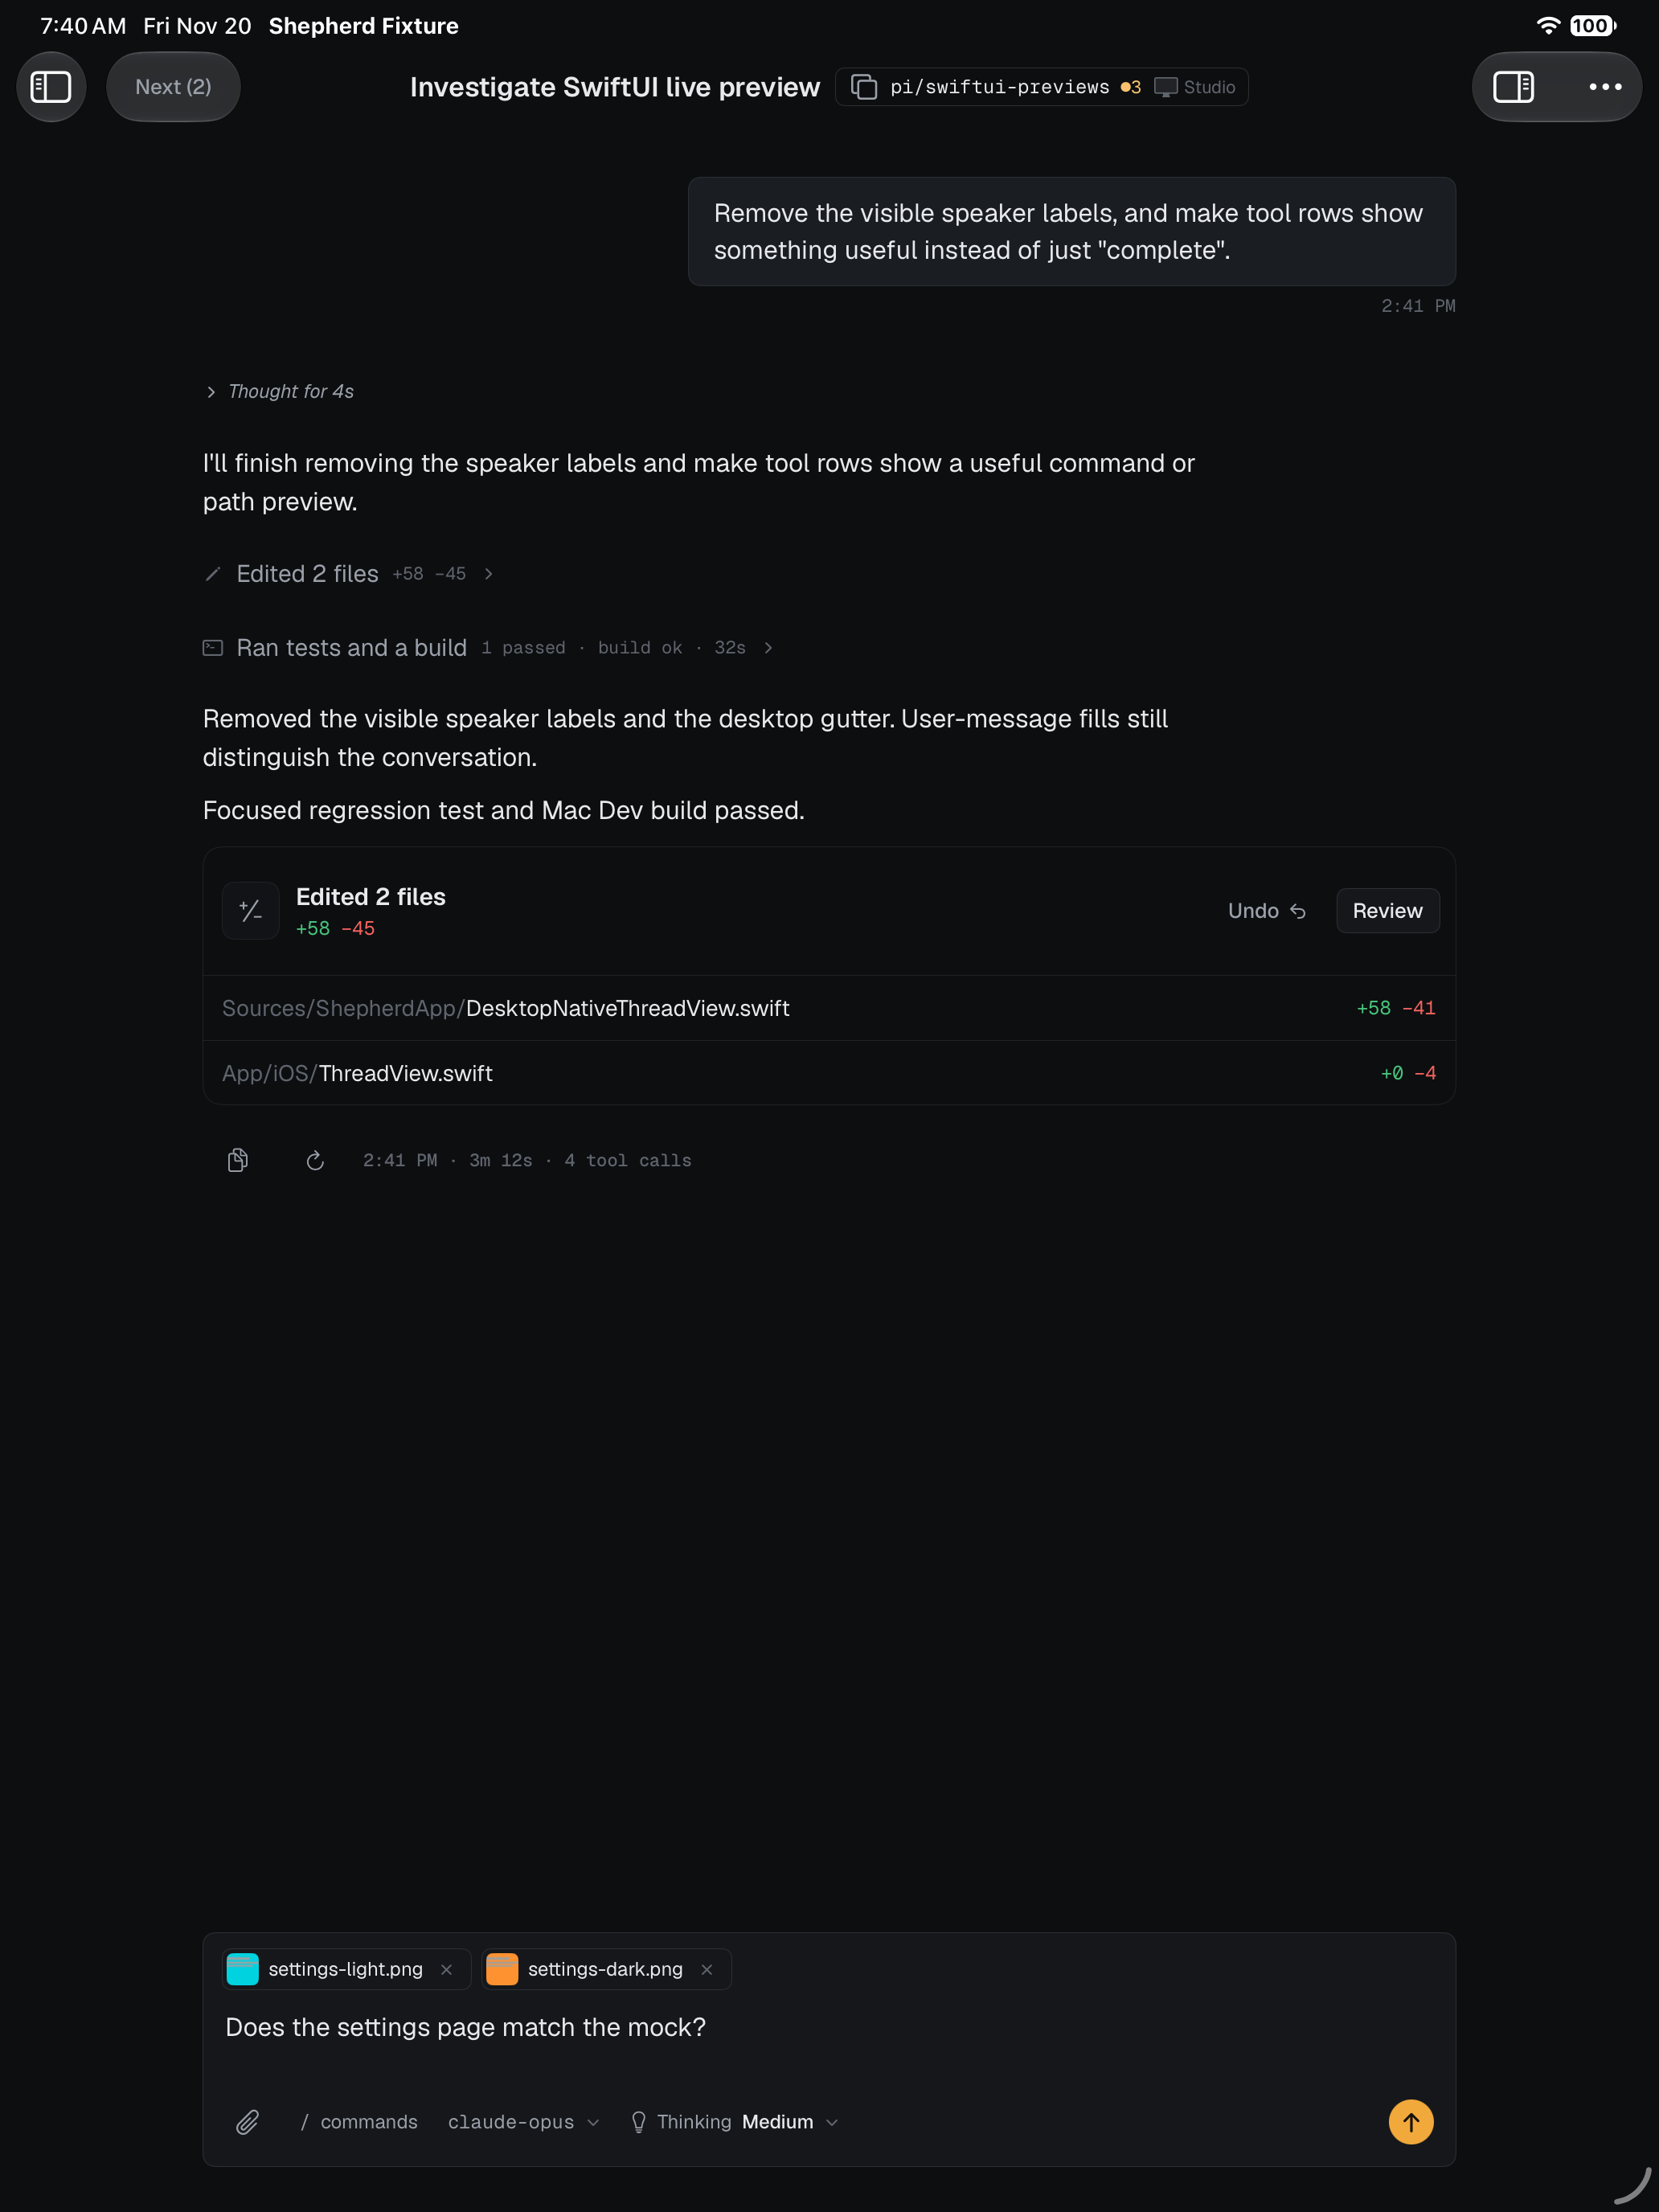 7:40 AM Fri Nov 20 Shepherd Fixture 100
Next (2) Investigate SwiftUI live preview pi/swiftui-previews 3 Studio
Remove the visible speaker labels, and make tool rows show
something useful instead of just "complete".
2:41 PM
Thought for 4s
I'll finish removing the speaker labels and make tool rows show a useful command or
path preview.
Edited 2 files +58 −45
Ran tests and a build 1 passed · build ok · 32s
Removed the visible speaker labels and the desktop gutter. User-message fills still
distinguish the conversation.
Focused regression test and Mac Dev build passed.
Edited 2 files
+58 −45
Undo Review
Sources/ShepherdApp/DesktopNativeThreadView.swift +58 −41
App/iOS/ThreadView.swift +0 −4
2:41 PM · 3m 12s · 4 tool calls
settings-light.png settings-dark.png
Does the settings page match the mock?
/ commands claude-opus Thinking Medium